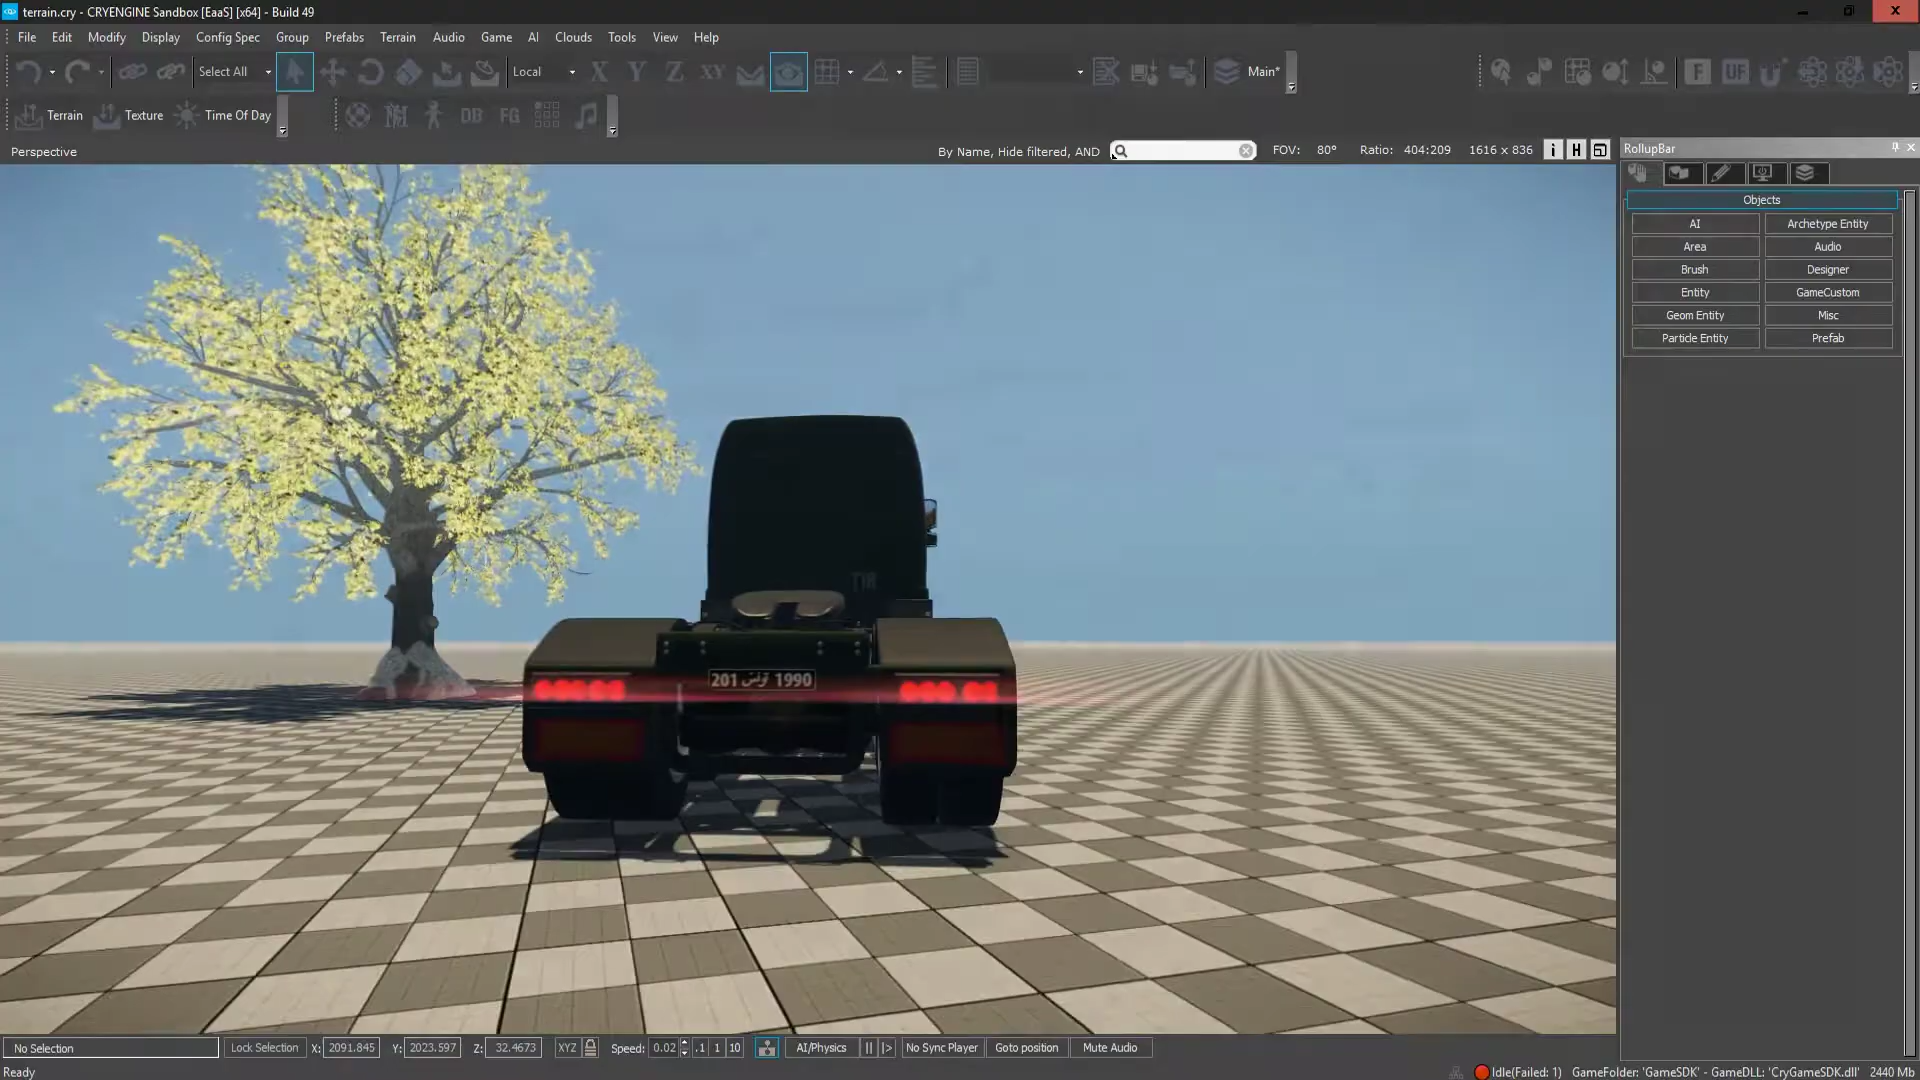 terrain.cry - CRYENGINE Sandbox [EaaS] [x64] - Build 49
File Edit Modify Display Config Spec Group Prefabs Terrain Audio Game AI Clouds Tools View Help
Select All Local X Y Z XY Main* F UF
Terrain Texture Time Of Day DB FG
Perspective By Name, Hide filtered, AND FOV: 80° Ratio: 404:209 1616 x 836 i H
RollupBar
Objects
AI Archetype Entity
Area Audio
Brush Designer
Entity GameCustom
Geom Entity Misc
Particle Entity Prefab
TIR
201 تونس 1990
No Selection Lock Selection X: 2091.845 Y: 2023.597 Z: 32.4673 XYZ Speed: 0.02 .1 1 10 AI/Physics No Sync Player Goto position Mute Audio
Ready Idle(Failed: 1) GameFolder: 'GameSDK' - GameDLL: 'CryGameSDK.dll' 2440 Mb